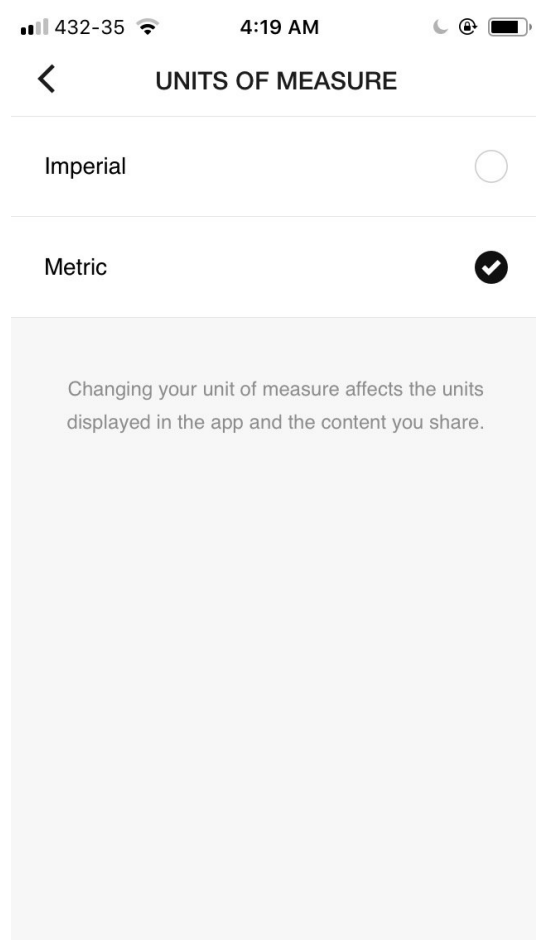 432-35 4:19 AM
UNITS OF MEASURE
Imperial
Metric
Changing your unit of measure affects the units
displayed in the app and the content you share.